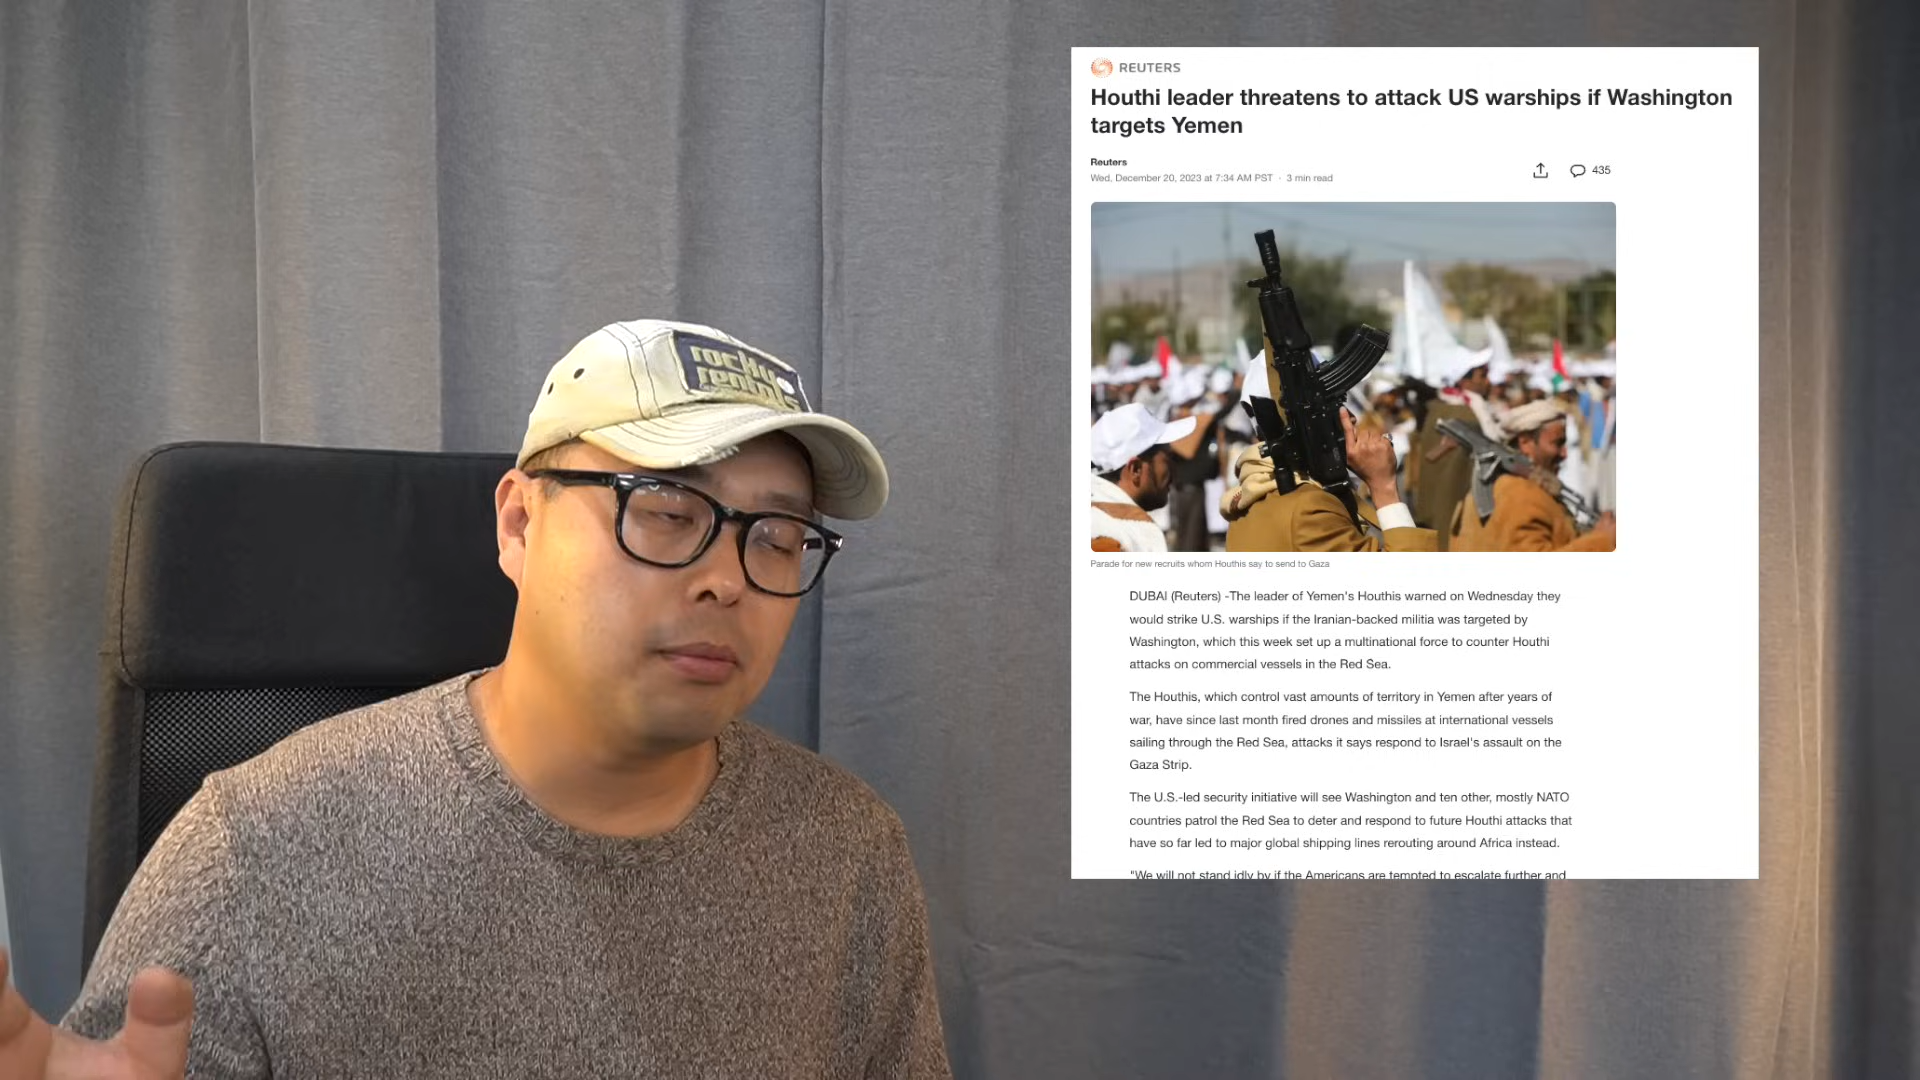 rocky
REUTERS
Houthi leader threatens to attack US warships if Washington
targets Yemen
Reuters
Wed, December 20, 2023 at 7:34 AM PST · 3 min read
435
Parade for new recruits whom Houthis say to send to Gaza
DUBAI (Reuters) -The leader of Yemen's Houthis warned on Wednesday they
would strike U.S. warships if the Iranian-backed militia was targeted by
Washington, which this week set up a multinational force to counter Houthi
attacks on commercial vessels in the Red Sea.
The Houthis, which control vast amounts of territory in Yemen after years of
war, have since last month fired drones and missiles at international vessels
sailing through the Red Sea, attacks it says respond to Israel's assault on the
Gaza Strip.
The U.S.-led security initiative will see Washington and ten other, mostly NATO
countries patrol the Red Sea to deter and respond to future Houthi attacks that
have so far led to major global shipping lines rerouting around Africa instead.
"We will not stand idly by if the Americans are tempted to escalate further and